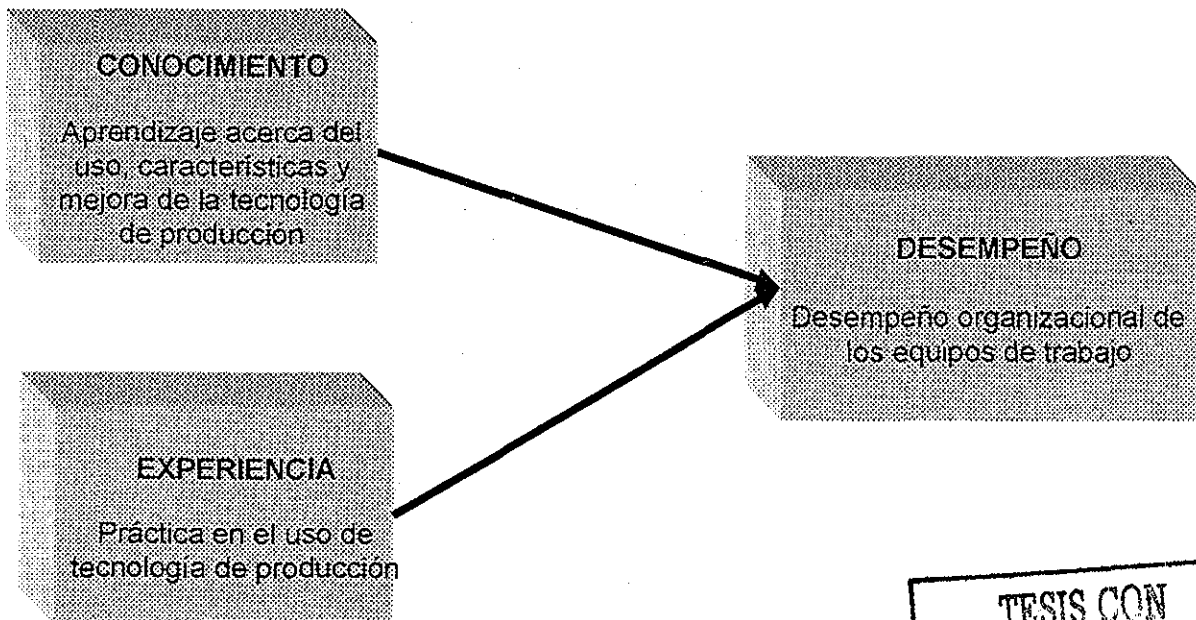 CONOCIMIENTO
Aprendizaje acerca del
uso, características y
mejora de la tecnología
de producción
DESEMPEÑO
Desempeño organizacional de
los equipos de trabajo
EXPERIENCIA
Práctica en el uso de
tecnología de producción
TESIS CON